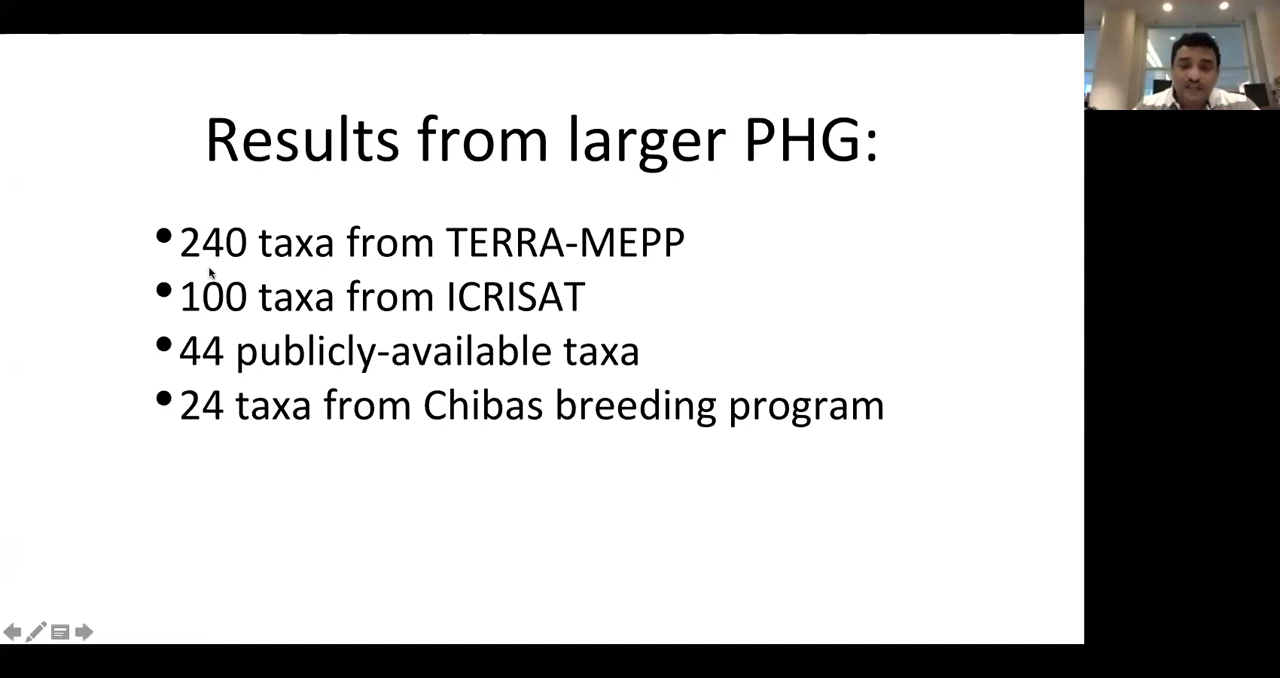 Results from larger PHG:
•240 taxa from TERRA-MEPP
•100 taxa from ICRISAT
•44 publicly-available taxa
•24 taxa from Chibas breeding program